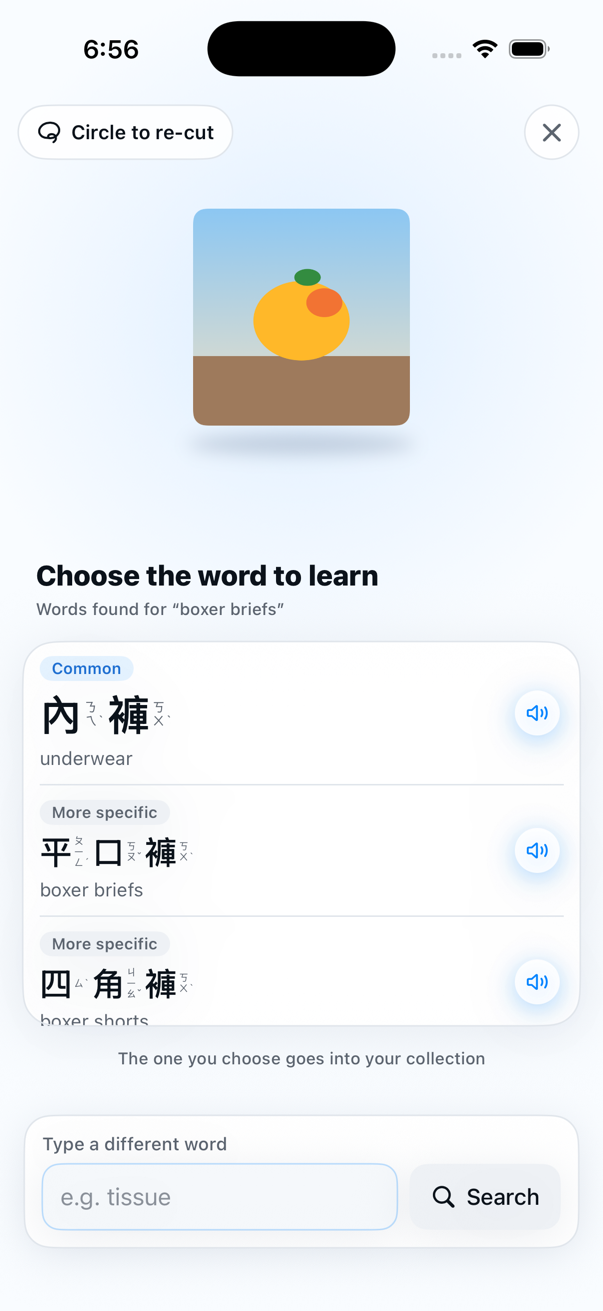 6:56
Circle to re-cut
Choose the word to learn
Words found for “boxer briefs”
Common
內ㄋㄟˋ褲ㄎㄨˋ
underwear
More specific
平ㄆㄧㄥˊ口ㄎㄡˇ褲ㄎㄨˋ
boxer briefs
More specific
四ㄙˋ角ㄐㄧㄠˇ褲ㄎㄨˋ
boxer shorts
The one you choose goes into your collection
Type a different word
e.g. tissue
Search